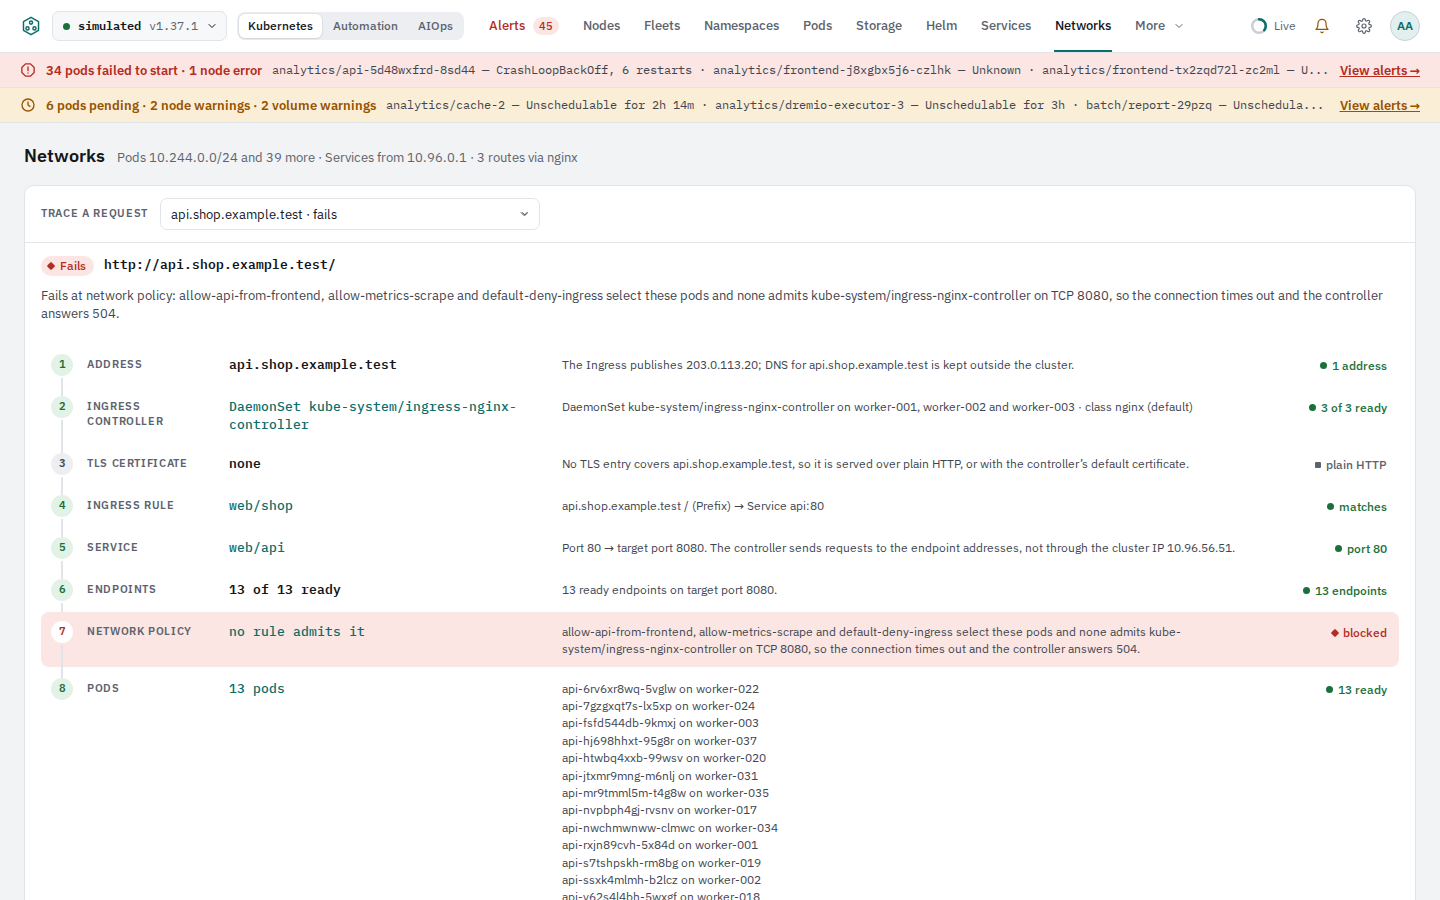 simulated v1.37.1 Kubernetes Automation AIOps Alerts 45 Nodes Fleets Namespaces Pods Storage Helm Services Networks More Live AA
34 pods failed to start · 1 node error analytics/api-5d48wxfrd-8sd44 — CrashLoopBackOff, 6 restarts · analytics/frontend-j8xgbx5j6-czlhk — Unknown · analytics/frontend-tx2zqd72l-zc2ml — U... View alerts →
6 pods pending · 2 node warnings · 2 volume warnings analytics/cache-2 — Unschedulable for 2h 14m · analytics/dremio-executor-3 — Unschedulable for 3h · batch/report-29pzq — Unschedula... View alerts →
Networks Pods 10.244.0.0/24 and 39 more · Services from 10.96.0.1 · 3 routes via nginx
TRACE A REQUEST api.shop.example.test · fails
Fails http://api.shop.example.test/
Fails at network policy: allow-api-from-frontend, allow-metrics-scrape and default-deny-ingress select these pods and none admits kube-system/ingress-nginx-controller on TCP 8080, so the connection times out and the controller
answers 504.
1 ADDRESS api.shop.example.test The Ingress publishes 203.0.113.20; DNS for api.shop.example.test is kept outside the cluster. 1 address
2 INGRESS CONTROLLER DaemonSet kube-system/ingress-nginx-controller DaemonSet kube-system/ingress-nginx-controller on worker-001, worker-002 and worker-003 · class nginx (default) 3 of 3 ready
3 TLS CERTIFICATE none No TLS entry covers api.shop.example.test, so it is served over plain HTTP, or with the controller’s default certificate. plain HTTP
4 INGRESS RULE web/shop api.shop.example.test / (Prefix) → Service api:80 matches
5 SERVICE web/api Port 80 → target port 8080. The controller sends requests to the endpoint addresses, not through the cluster IP 10.96.56.51. port 80
6 ENDPOINTS 13 of 13 ready 13 ready endpoints on target port 8080. 13 endpoints
7 NETWORK POLICY no rule admits it allow-api-from-frontend, allow-metrics-scrape and default-deny-ingress select these pods and none admits kube-
system/ingress-nginx-controller on TCP 8080, so the connection times out and the controller answers 504. blocked
8 PODS 13 pods api-6rv6xr8wq-5vglw on worker-022 13 ready
api-7gzgxqt7s-lx5xp on worker-024
api-fsfd544db-9kmxj on worker-003
api-hj698hhxt-95g8r on worker-037
api-htwbq4xxb-99wsv on worker-020
api-jtxmr9mng-m6nlj on worker-031
api-mr9tmml5m-t4g8w on worker-035
api-nvpbph4gj-rvsnv on worker-017
api-nwchmwnww-clmwc on worker-034
api-rxjn89cvh-5x84d on worker-001
api-s7tshpskh-rm8bg on worker-019
api-ssxk4mlmh-b2lcz on worker-002
api-v62s4l4bh-5wxgf on worker-018